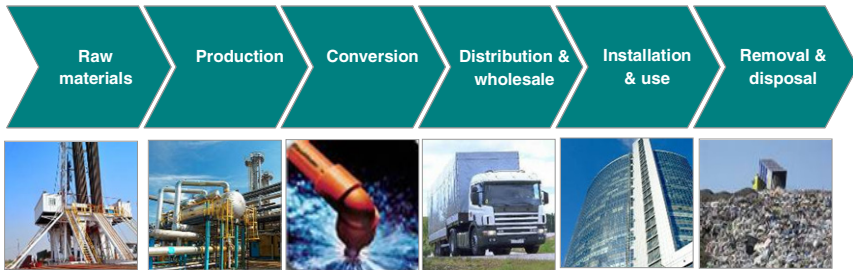 Raw
materials
Production
Conversion
Distribution &
wholesale
Installation
& use
Removal &
disposal